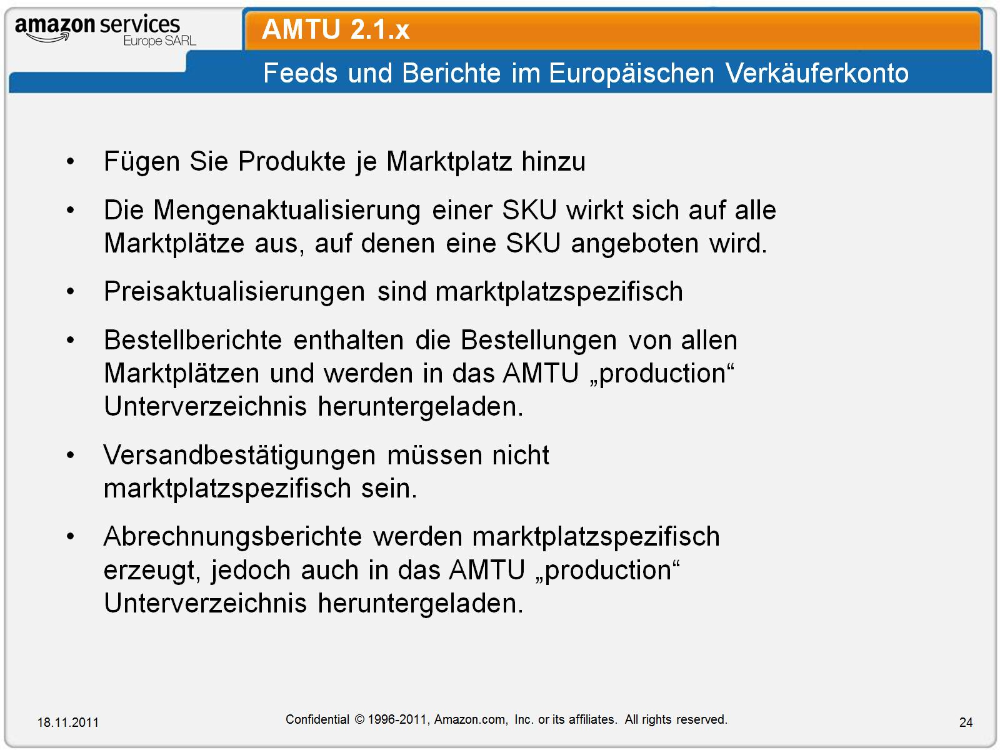 amazon services
Europe SARL
AMTU 2.1.x
Feeds und Berichte im Europäischen Verkäuferkonto
• Fügen Sie Produkte je Marktplatz hinzu
• Die Mengenaktualisierung einer SKU wirkt sich auf alle
Marktplätze aus, auf denen eine SKU angeboten wird.
• Preisaktualisierungen sind marktplatzspezifisch
• Bestellberichte enthalten die Bestellungen von allen
Marktplätzen und werden in das AMTU „production“
Unterverzeichnis heruntergeladen.
• Versandbestätigungen müssen nicht
marktplatzspezifisch sein.
• Abrechnungsberichte werden marktplatzspezifisch
erzeugt, jedoch auch in das AMTU „production“
Unterverzeichnis heruntergeladen.
18.11.2011
Confidential © 1996-2011, Amazon.com, Inc. or its affiliates. All rights reserved.
24